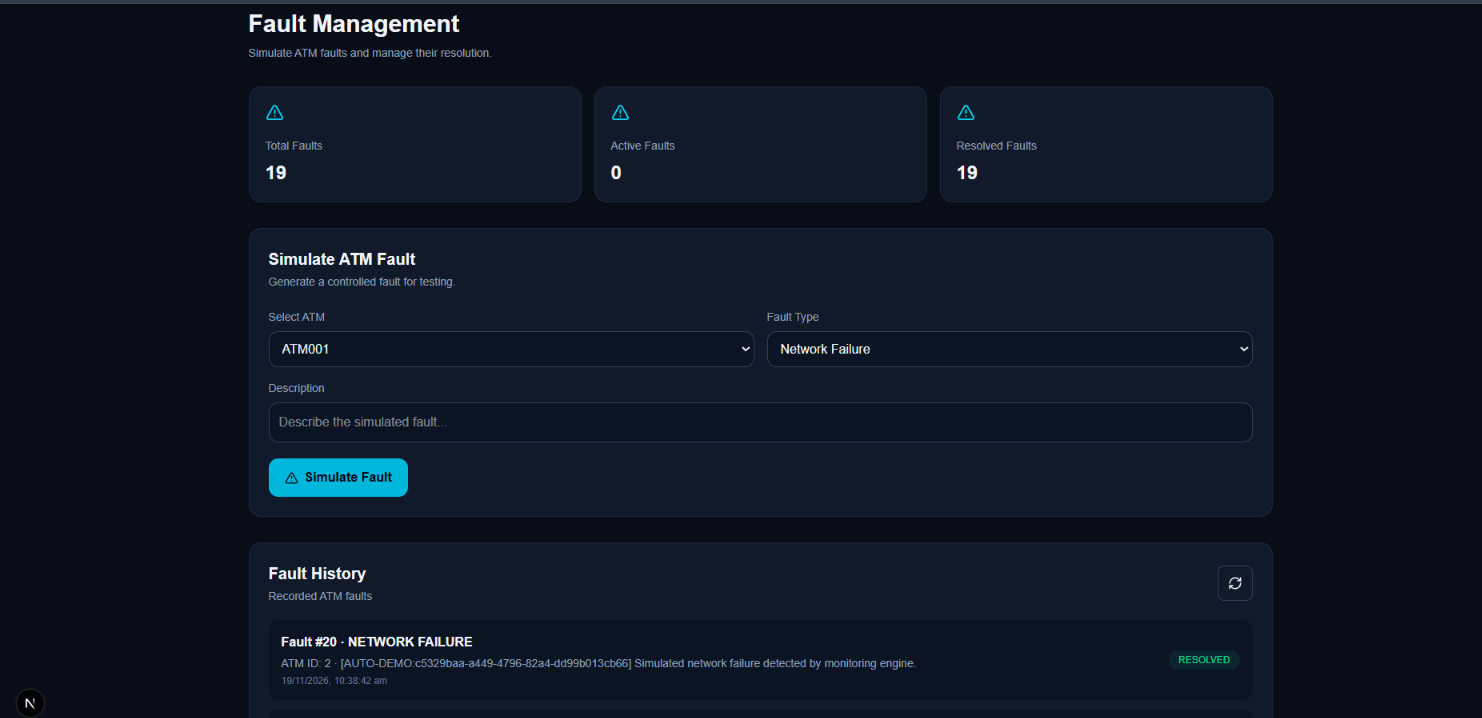 Fault Management
Simulate ATM faults and manage their resolution.
Total Faults
19
Active Faults
0
Resolved Faults
19
Simulate ATM Fault
Generate a controlled fault for testing.
Select ATM
ATM001
Fault Type
Network Failure
Description
Describe the simulated fault...
Simulate Fault
Fault History
Recorded ATM faults
Fault #20 · NETWORK FAILURE
ATM ID: 2 · [AUTO-DEMO:c5329baa-a449-4796-82a4-dd99b013cb66] Simulated network failure detected by monitoring engine.
19/11/2026, 10:38:42 am
RESOLVED
N